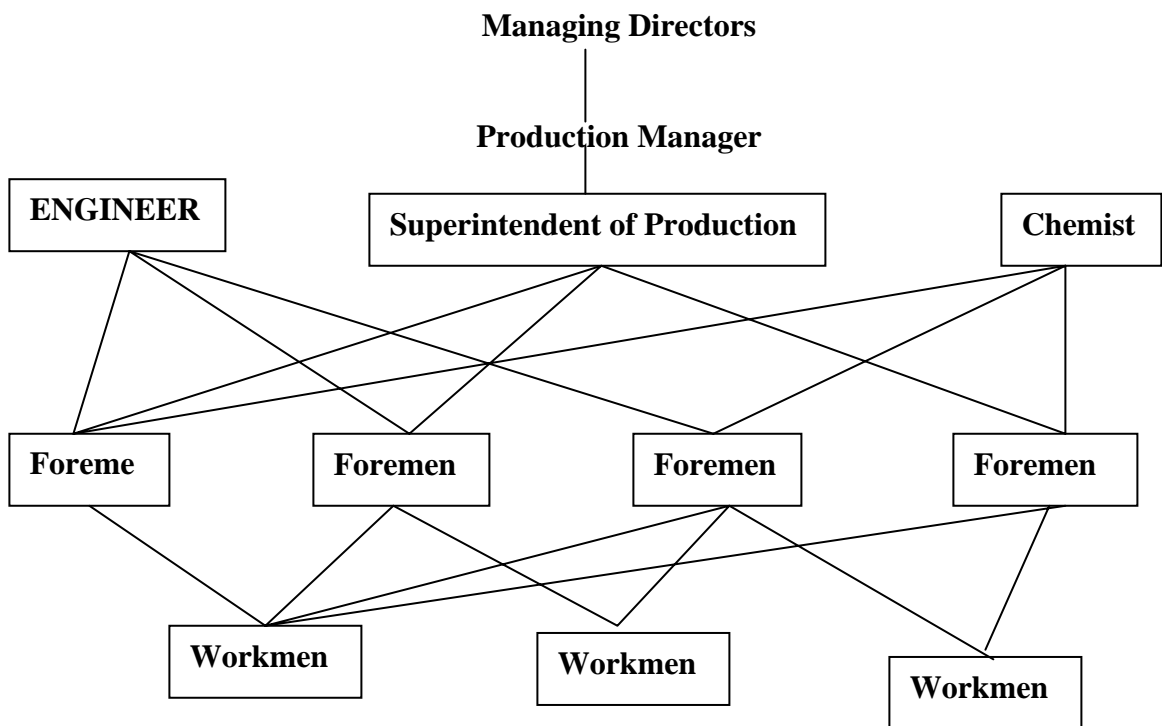 Managing Directors
Production Manager
ENGINEER
Superintendent of Production
Chemist
Foreme
Foremen
Foremen
Foremen
Workmen
Workmen
Workmen